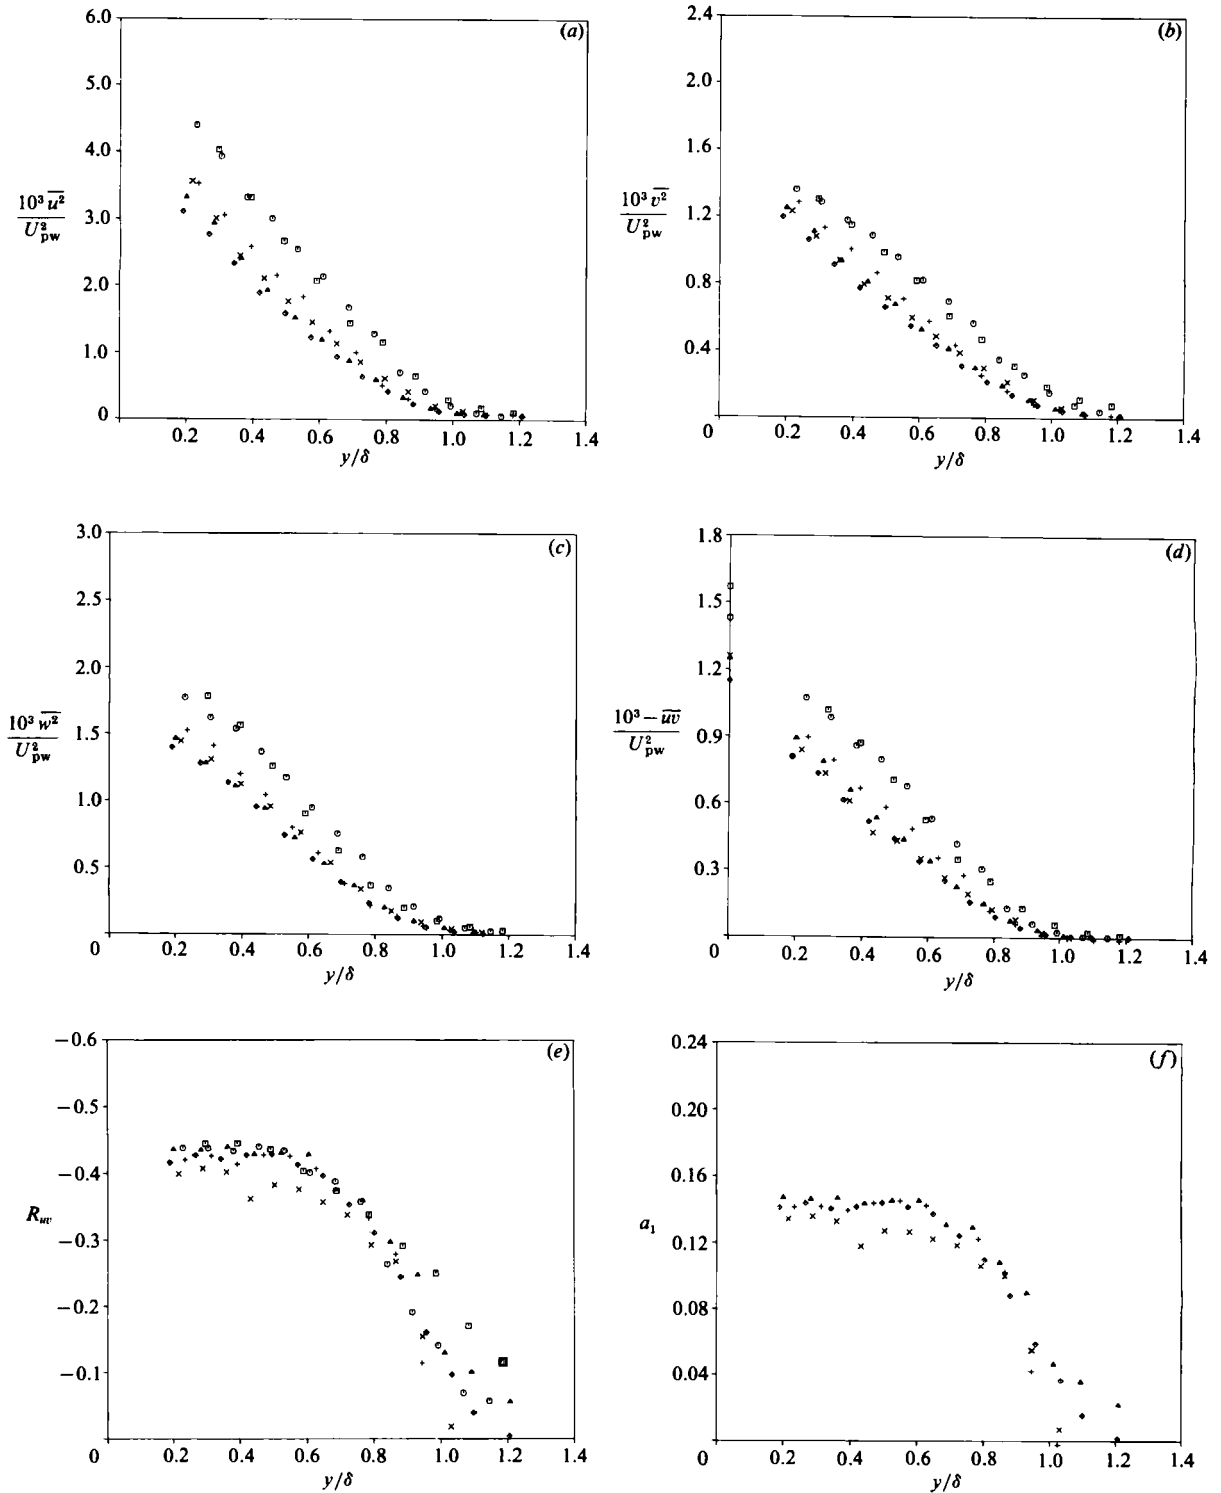 (a)
6.0
5.0
4.0
3.0
2.0
1.0
0
10³ u²
U²pw
0.2 0.4 0.6 0.8 1.0 1.2 1.4
y/δ
(b)
2.4
2.0
1.6
1.2
0.8
0.4
0
10³ v²
U²pw
0.2 0.4 0.6 0.8 1.0 1.2 1.4
y/δ
(c)
3.0
2.5
2.0
1.5
1.0
0.5
0
10³ w²
U²pw
0.2 0.4 0.6 0.8 1.0 1.2 1.4
y/δ
(d)
1.8
1.5
1.2
0.9
0.6
0.3
0
10³ − uv
U²pw
0.2 0.4 0.6 0.8 1.0 1.2 1.4
y/δ
(e)
−0.6
−0.5
−0.4
−0.3
−0.2
−0.1
0
Ruv
0.2 0.4 0.6 0.8 1.0 1.2 1.4
y/δ
(f)
0.24
0.20
0.16
0.12
0.08
0.04
0
a1
0.2 0.4 0.6 0.8 1.0 1.2 1.4
y/δ